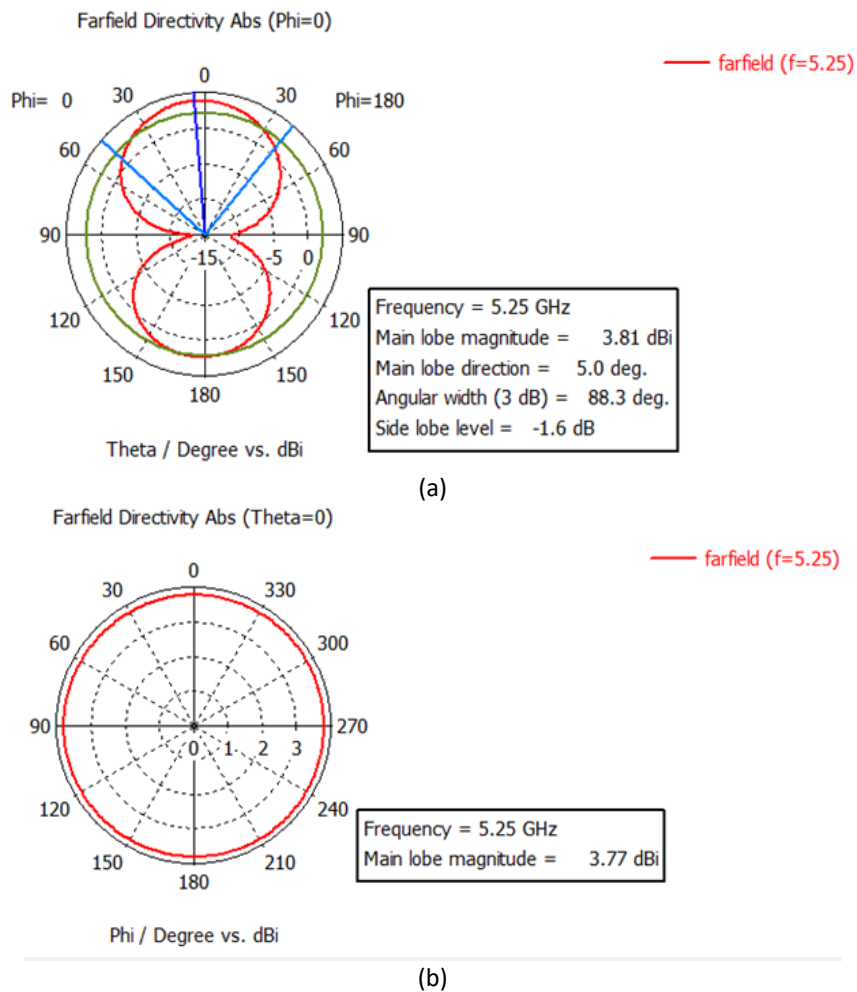 Farfield Directivity Abs (Phi=0)
farfield (f=5.25)
0
Phi= 0 30 30 Phi=180
60 60
90 -15 -5 0 90
120 120
150 150
180
Frequency = 5.25 GHz
Main lobe magnitude = 3.81 dBi
Main lobe direction = 5.0 deg.
Angular width (3 dB) = 88.3 deg.
Side lobe level = -1.6 dB
Theta / Degree vs. dBi
(a)
Farfield Directivity Abs (Theta=0)
farfield (f=5.25)
0
30 330
60 300
90 0 1 2 3 270
120 240
150 210
180
Frequency = 5.25 GHz
Main lobe magnitude = 3.77 dBi
Phi / Degree vs. dBi
(b)